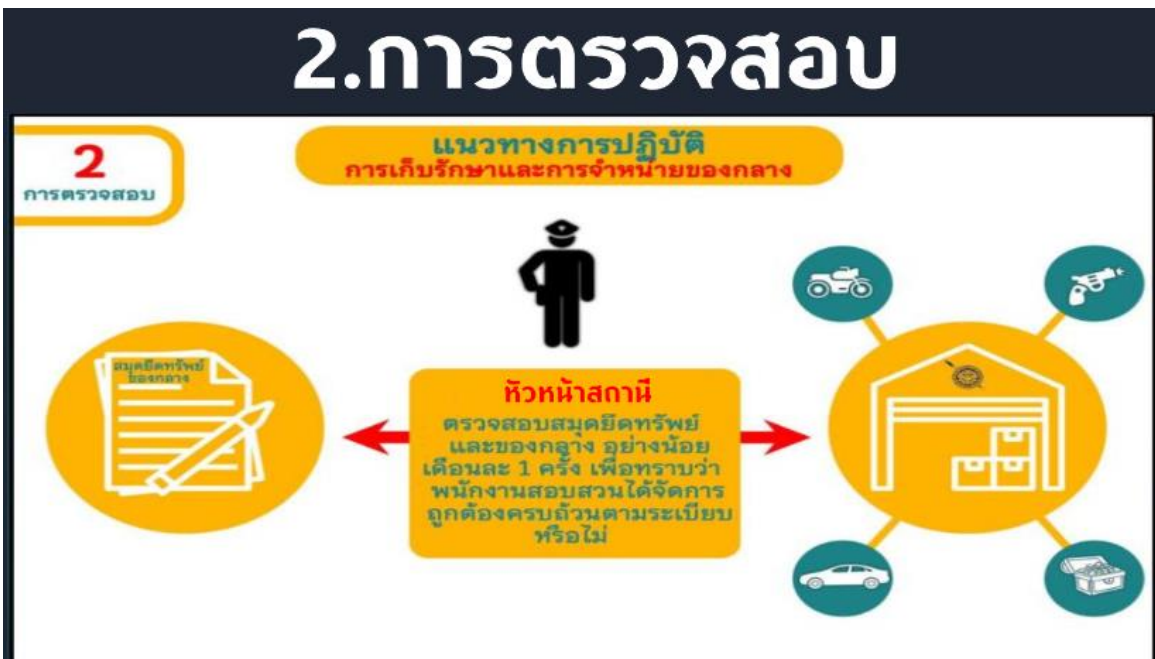 2.การตรวจสอบ
2
การตรวจสอบ
แนวทางการปฏิบัติ
การเก็บรักษาและการจำหน่ายของกลาง
สมุดยึดทรัพย์
ของกลาง
หัวหน้าสถานี
ตรวจสอบสมุดยึดทรัพย์
และของกลาง อย่างน้อย
เดือนละ 1 ครั้ง เพื่อทราบว่า
พนักงานสอบสวนได้จัดการ
ถูกต้องครบถ้วนตามระเบียบ
หรือไม่